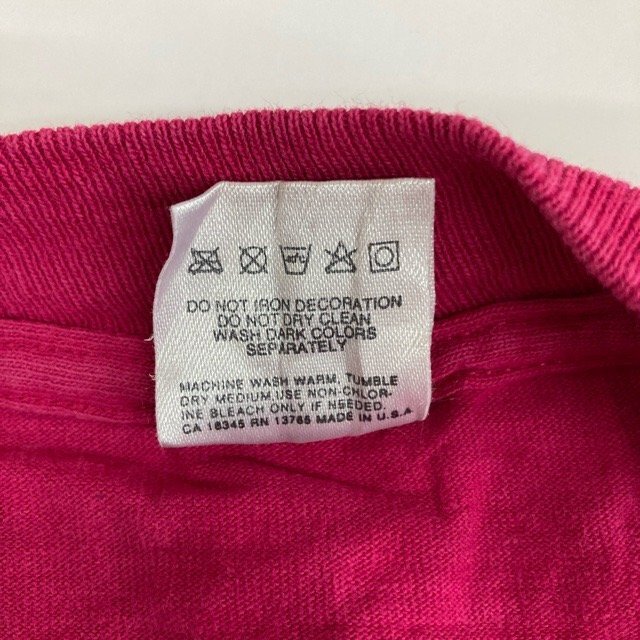 DO NOT IRON DECORATION
DO NOT DRY CLEAN
WASH DARK COLORS
SEPARATELY
MACHINE WASH WARM, TUMBLE
DRY MEDIUM. USE NON-CHLOR-
INE BLEACH ONLY IF NEEDED.
CA 16345 RN 13765 MADE IN U.S.A